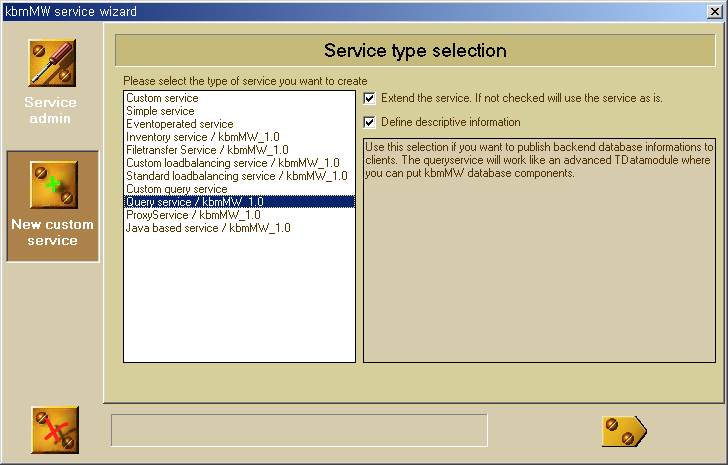 kbmMW service wizard
Service type selection
Service
admin
New custom
service
Please select the type of service you want to create
Custom service
Simple service
Eventoperated service
Inventory service / kbmMW_1.0
Filetransfer Service / kbmMW_1.0
Custom loadbalancing service / kbmMW_1.0
Standard loadbalancing service / kbmMW_1.0
Custom query service
Query service / kbmMW_1.0
ProxyService / kbmMW_1.0
Java based service / kbmMW_1.0
Extend the service. If not checked will use the service as is.
Define descriptive information
Use this selection if you want to publish backend database informations to
clients. The queryservice will work like an advanced TDatamodule where
you can put kbmMW database components.